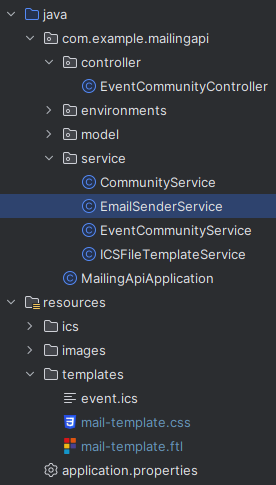 java
com.example.mailingapi
controller
EventCommunityController
environments
model
service
CommunityService
EmailSenderService
EventCommunityService
ICSFileTemplateService
MailingApiApplication
resources
ics
images
templates
event.ics
mail-template.css
mail-template.ftl
application.properties